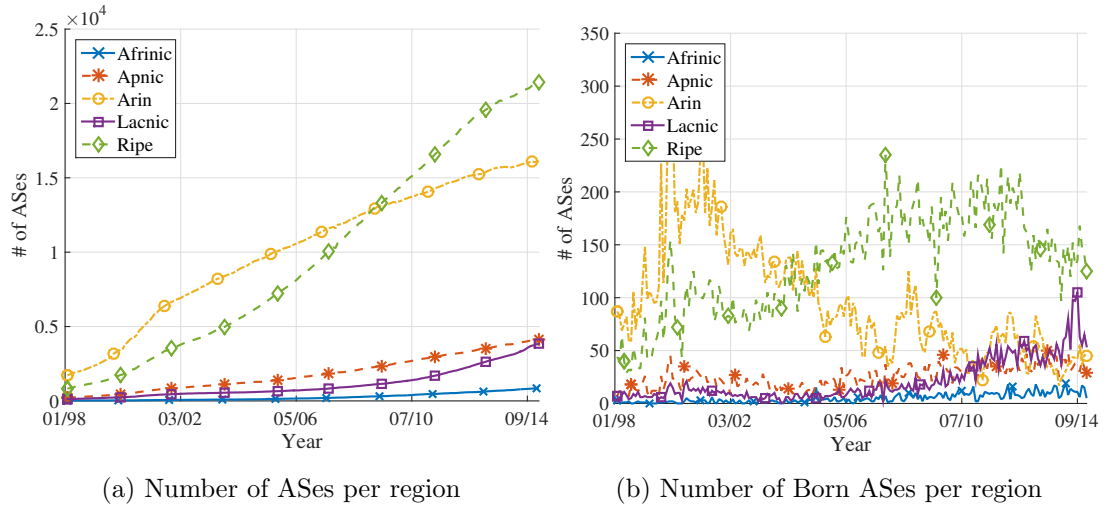 ×10⁴
2.5
2
1.5
1
0.5
0
# of ASes
Afrinic
Apnic
Arin
Lacnic
Ripe
01/98 03/02 05/06 07/10 09/14
Year
(a) Number of ASes per region
350
300
250
200
150
100
50
0
# of ASes
Afrinic
Apnic
Arin
Lacnic
Ripe
01/98 03/02 05/06 07/10 09/14
Year
(b) Number of Born ASes per region